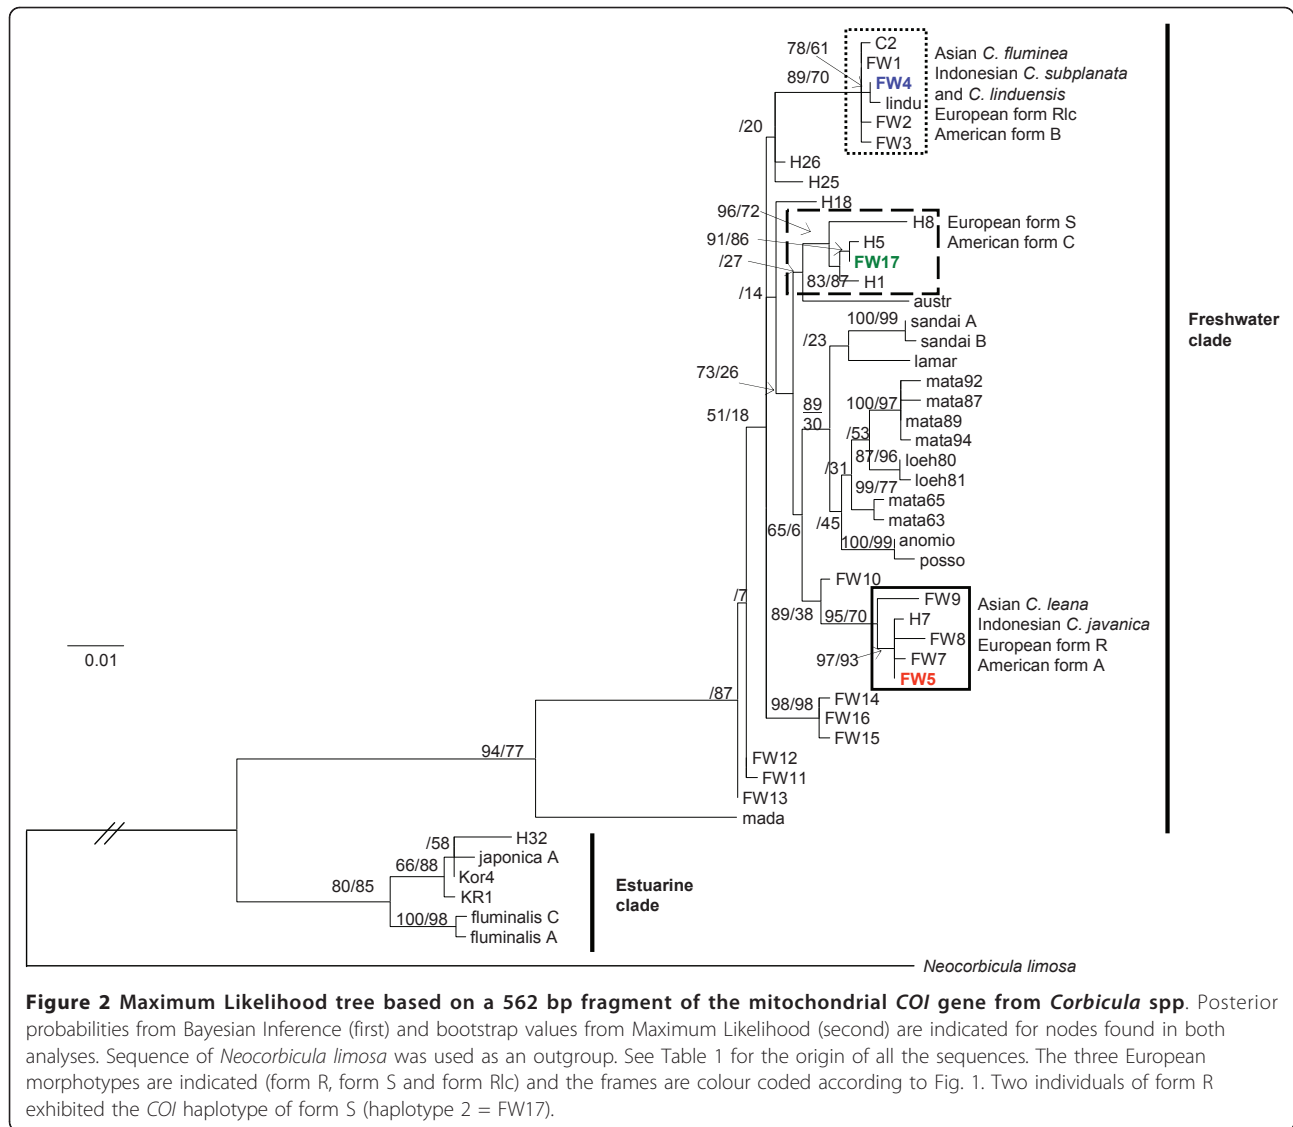 C2
78/61
FW1
89/70
FW4
lindu
FW2
FW3
Asian C. fluminea
Indonesian C. subplanata
and C. linduensis
European form Rlc
American form B
/20
H26
H25
H18
96/72
H8
European form S
American form C
91/86
H5
FW17
/27
83/87
H1
/14
austr
100/99
sandai A
sandai B
/23
lamar
Freshwater
clade
73/26
mata92
100/97
mata87
51/18
89
30
mata89
/53
mata94
87/96
loeh80
/31
loeh81
99/77
mata65
65/6
/45
mata63
100/99
anomio
posso
FW10
/7
89/38
95/70
FW9
H7
FW8
97/93
FW7
FW5
Asian C. leana
Indonesian C. javanica
European form R
American form A
0.01
/87
98/98
FW14
FW16
FW15
94/77
FW12
FW11
FW13
mada
/58
H32
japonica A
66/88
Kor4
80/85
KR1
100/98
fluminalis C
fluminalis A
Estuarine
clade
Neocorbicula limosa
Figure 2 Maximum Likelihood tree based on a 562 bp fragment of the mitochondrial COI gene from Corbicula spp. Posterior
probabilities from Bayesian Inference (first) and bootstrap values from Maximum Likelihood (second) are indicated for nodes found in both
analyses. Sequence of Neocorbicula limosa was used as an outgroup. See Table 1 for the origin of all the sequences. The three European
morphotypes are indicated (form R, form S and form Rlc) and the frames are colour coded according to Fig. 1. Two individuals of form R
exhibited the COI haplotype of form S (haplotype 2 = FW17).